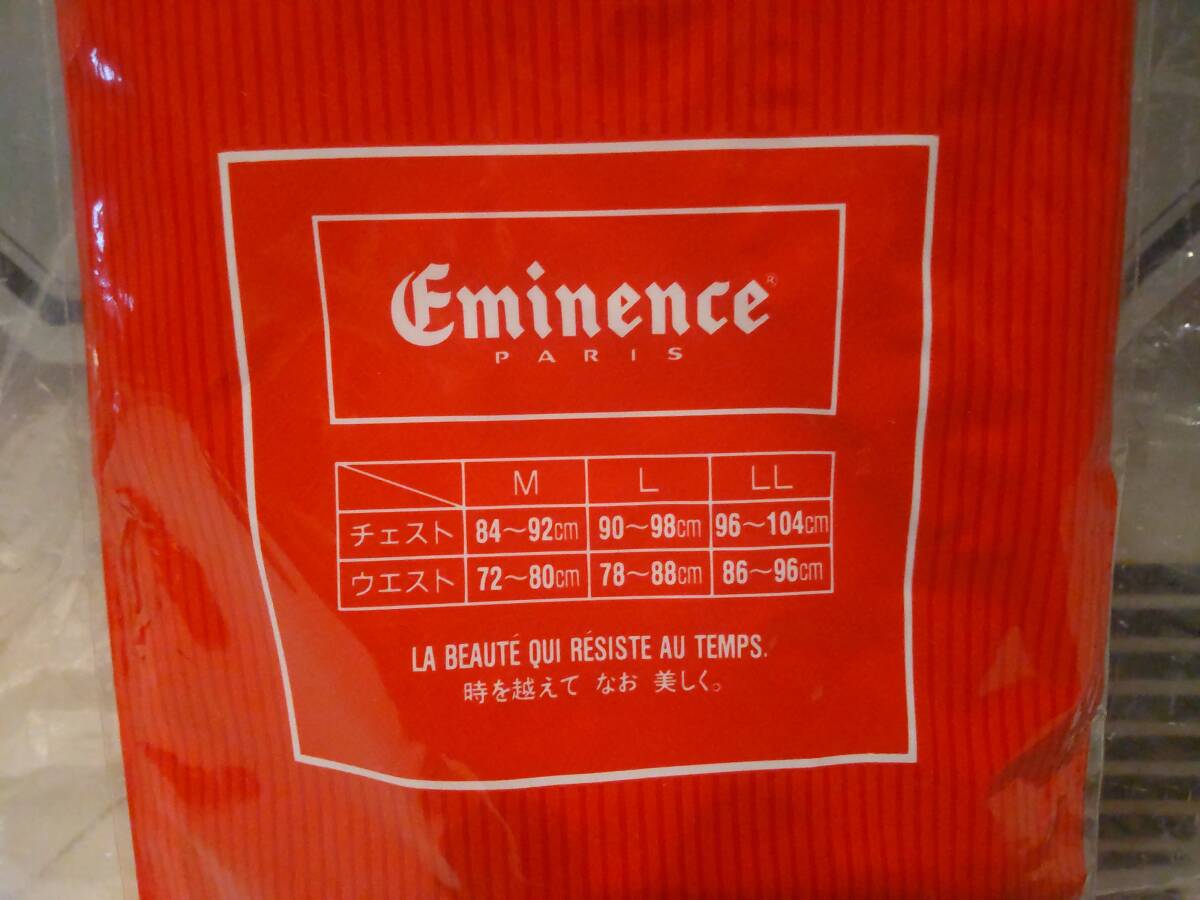 Eminence®
PARIS
M L LL
チェスト 84～92cm 90～98cm 96～104cm
ウエスト 72～80cm 78～88cm 86～96cm
LA BEAUTÉ QUI RÉSISTE AU TEMPS.
時を越えて なお 美しく。